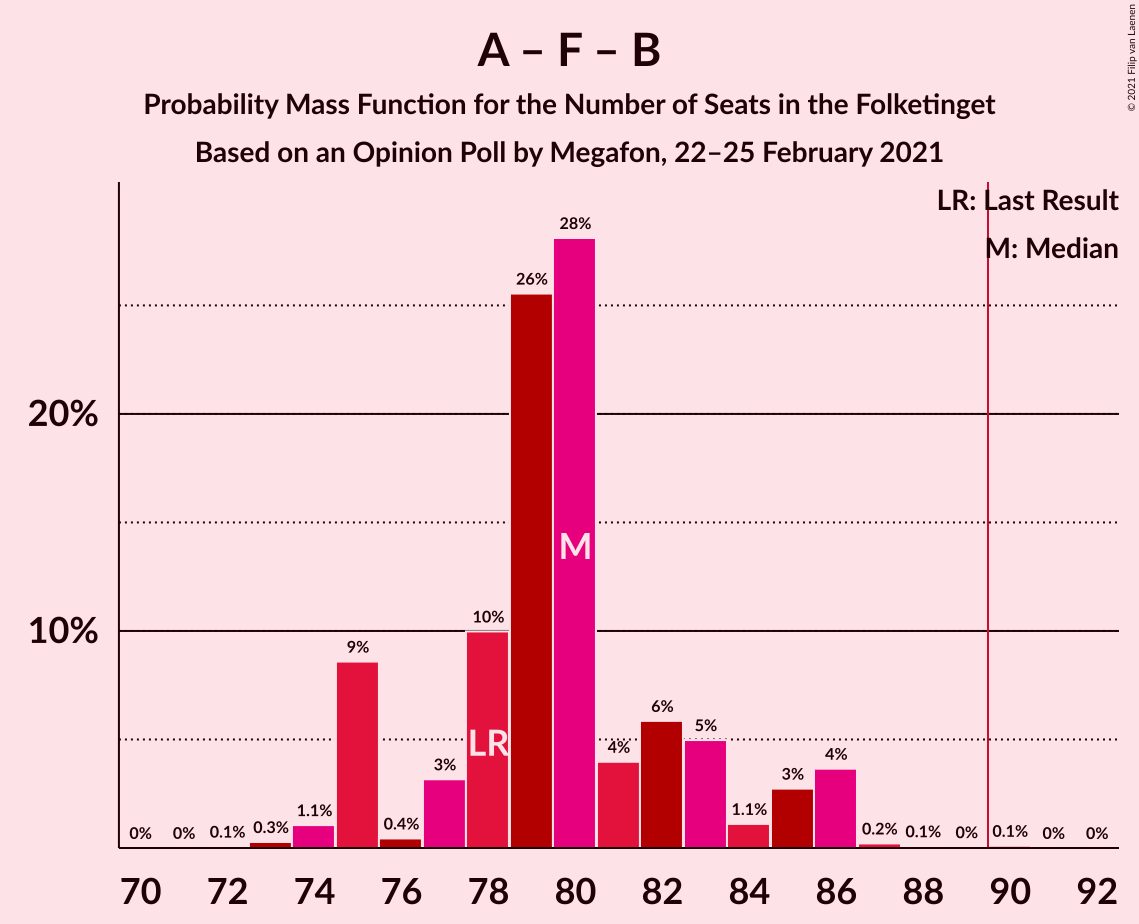 A – F – B
Probability Mass Function for the Number of Seats in the Folketinget
Based on an Opinion Poll by Megafon, 22–25 February 2021
© 2021 Filip van Laenen
LR: Last Result
M: Median
28%
26%
20%
M
10%
10%
9%
LR
6%
5%
4%
4%
3%
3%
1.1%
1.1%
0% 0% 0.1% 0.3% 0.4% 0.2% 0.1% 0% 0.1% 0% 0%
70 72 74 76 78 80 82 84 86 88 90 92